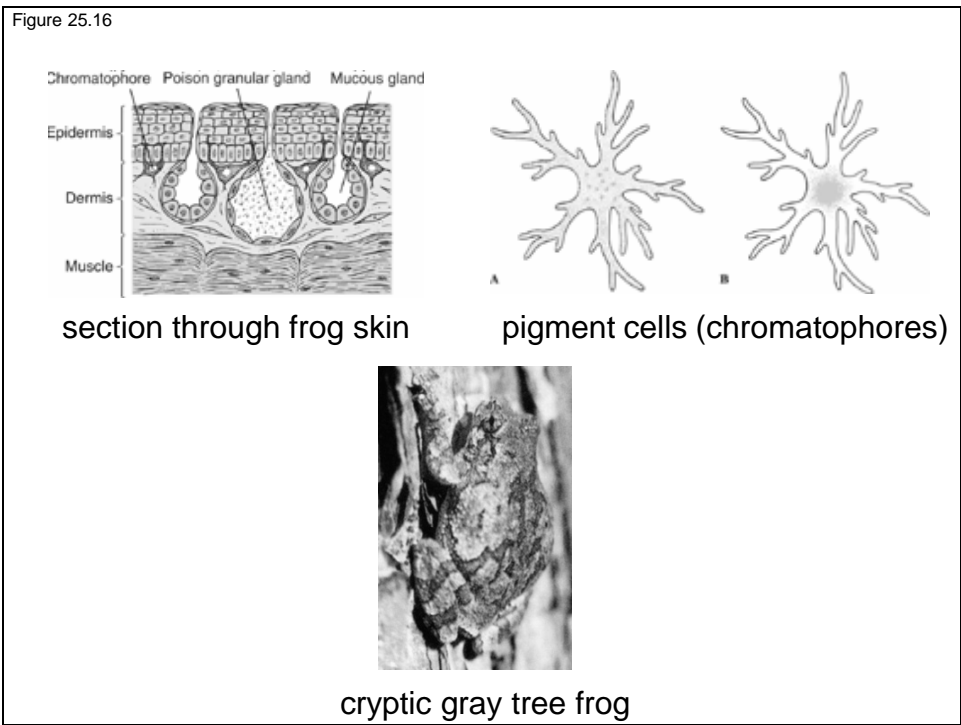 Figure 25.16
Chromatophore Poison granular gland Mucous gland
Epidermis
Dermis
Muscle
A B
section through frog skin pigment cells (chromatophores)
cryptic gray tree frog